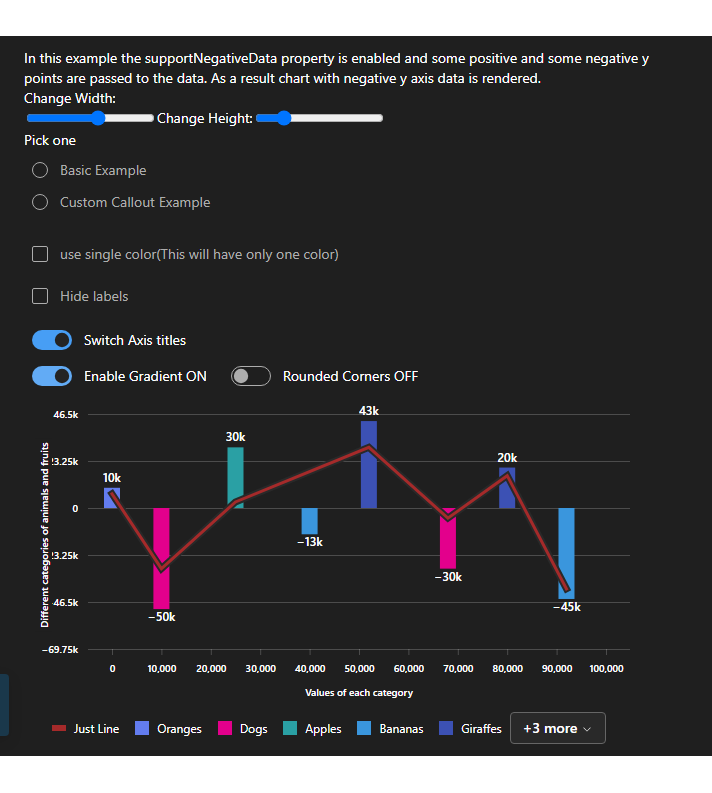 In this example the supportNegativeData property is enabled and some positive and some negative y
points are passed to the data. As a result chart with negative y axis data is rendered.
Change Width:
Change Height:
Pick one
Basic Example
Custom Callout Example
use single color(This will have only one color)
Hide labels
Switch Axis titles
Enable Gradient ON Rounded Corners OFF
Different categories of animals and fruits
46.5k
3.25k
0
3.25k
46.5k
−69.75k
10k
−50k
30k
−13k
43k
−30k
20k
−45k
0 10,000 20,000 30,000 40,000 50,000 60,000 70,000 80,000 90,000 100,000
Values of each category
Just Line Oranges Dogs Apples Bananas Giraffes +3 more